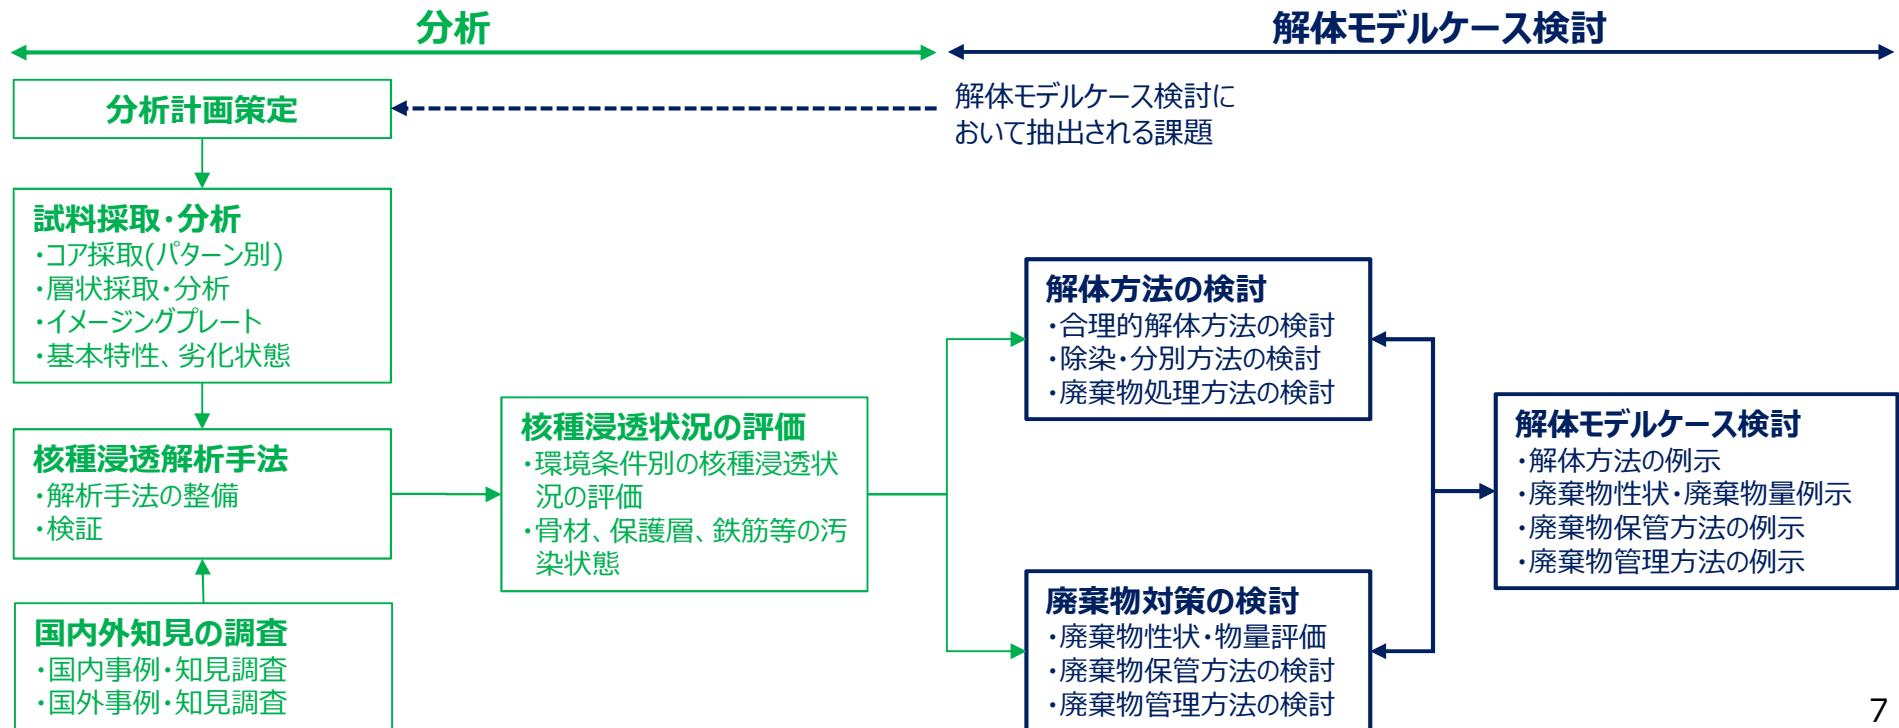 分析
解体モデルケース検討
分析計画策定
解体モデルケース検討に
おいて抽出される課題
試料採取・分析
・コア採取(パターン別)
・層状採取・分析
・イメージングプレート
・基本特性、劣化状態
核種浸透解析手法
・解析手法の整備
・検証
国内外知見の調査
・国内事例・知見調査
・国外事例・知見調査
核種浸透状況の評価
・環境条件別の核種浸透状
況の評価
・骨材、保護層、鉄筋等の汚
染状態
解体方法の検討
・合理的解体方法の検討
・除染・分別方法の検討
・廃棄物処理方法の検討
廃棄物対策の検討
・廃棄物性状・物量評価
・廃棄物保管方法の検討
・廃棄物管理方法の検討
解体モデルケース検討
・解体方法の例示
・廃棄物性状・廃棄物量例示
・廃棄物保管方法の例示
・廃棄物管理方法の例示
7